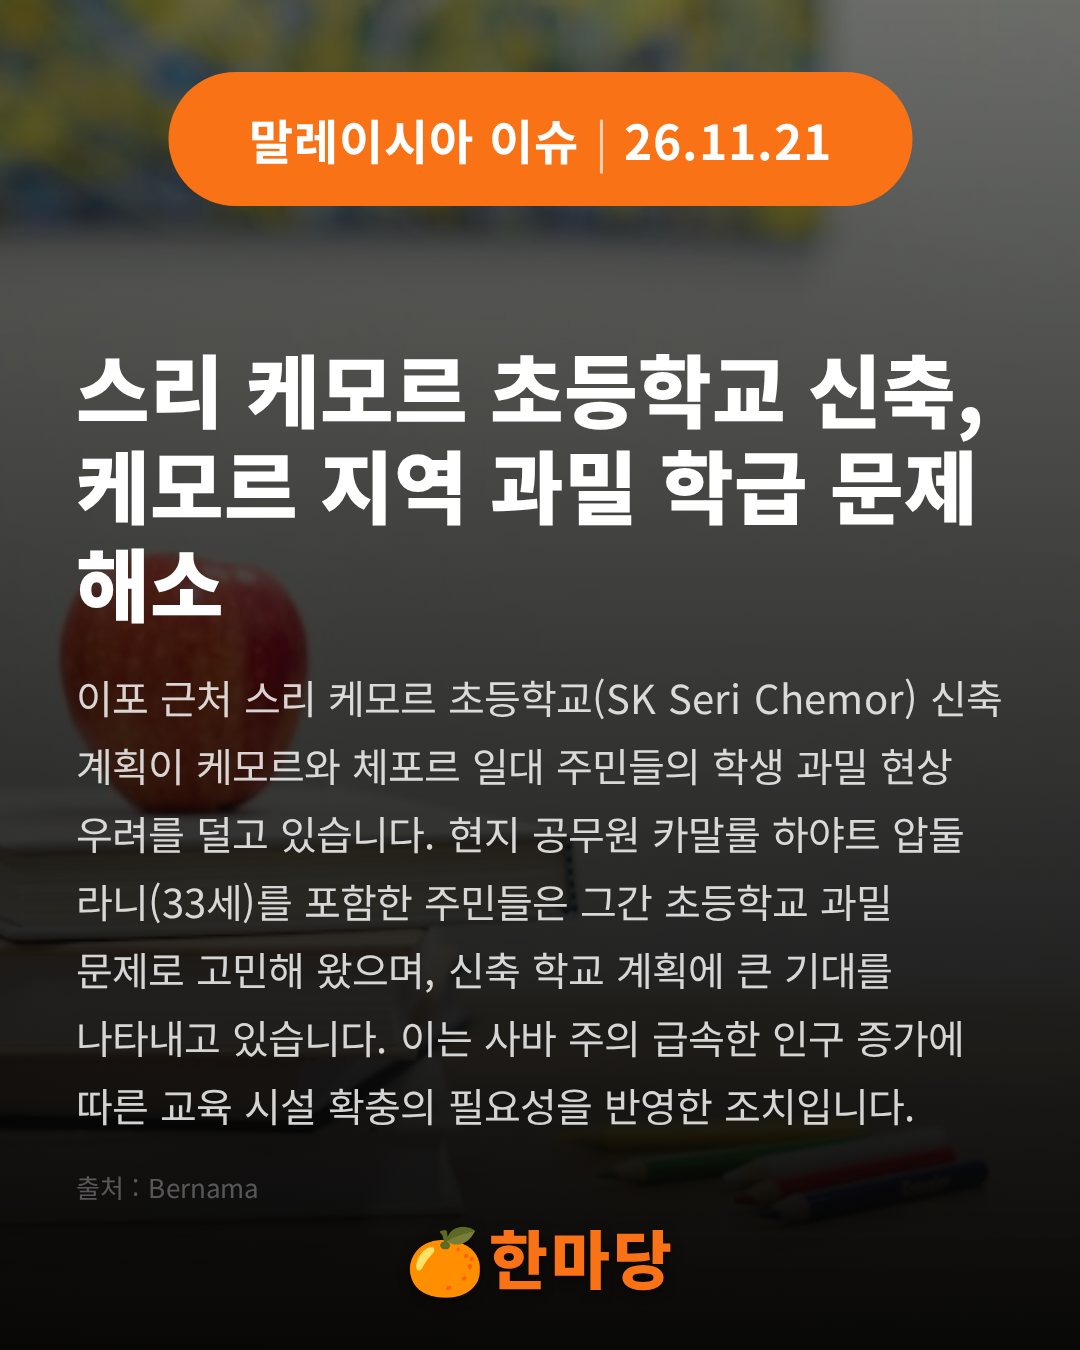 말레이시아 이슈 | 26.11.21
스리 케모르 초등학교 신축,
케모르 지역 과밀 학급 문제
해소
이포 근처 스리 케모르 초등학교(SK Seri Chemor) 신축
계획이 케모르와 체포르 일대 주민들의 학생 과밀 현상
우려를 덜고 있습니다. 현지 공무원 카말룰 하야트 압둘
라니(33세)를 포함한 주민들은 그간 초등학교 과밀
문제로 고민해 왔으며, 신축 학교 계획에 큰 기대를
나타내고 있습니다. 이는 사바 주의 급속한 인구 증가에
따른 교육 시설 확충의 필요성을 반영한 조치입니다.
출처 : Bernama
한마당